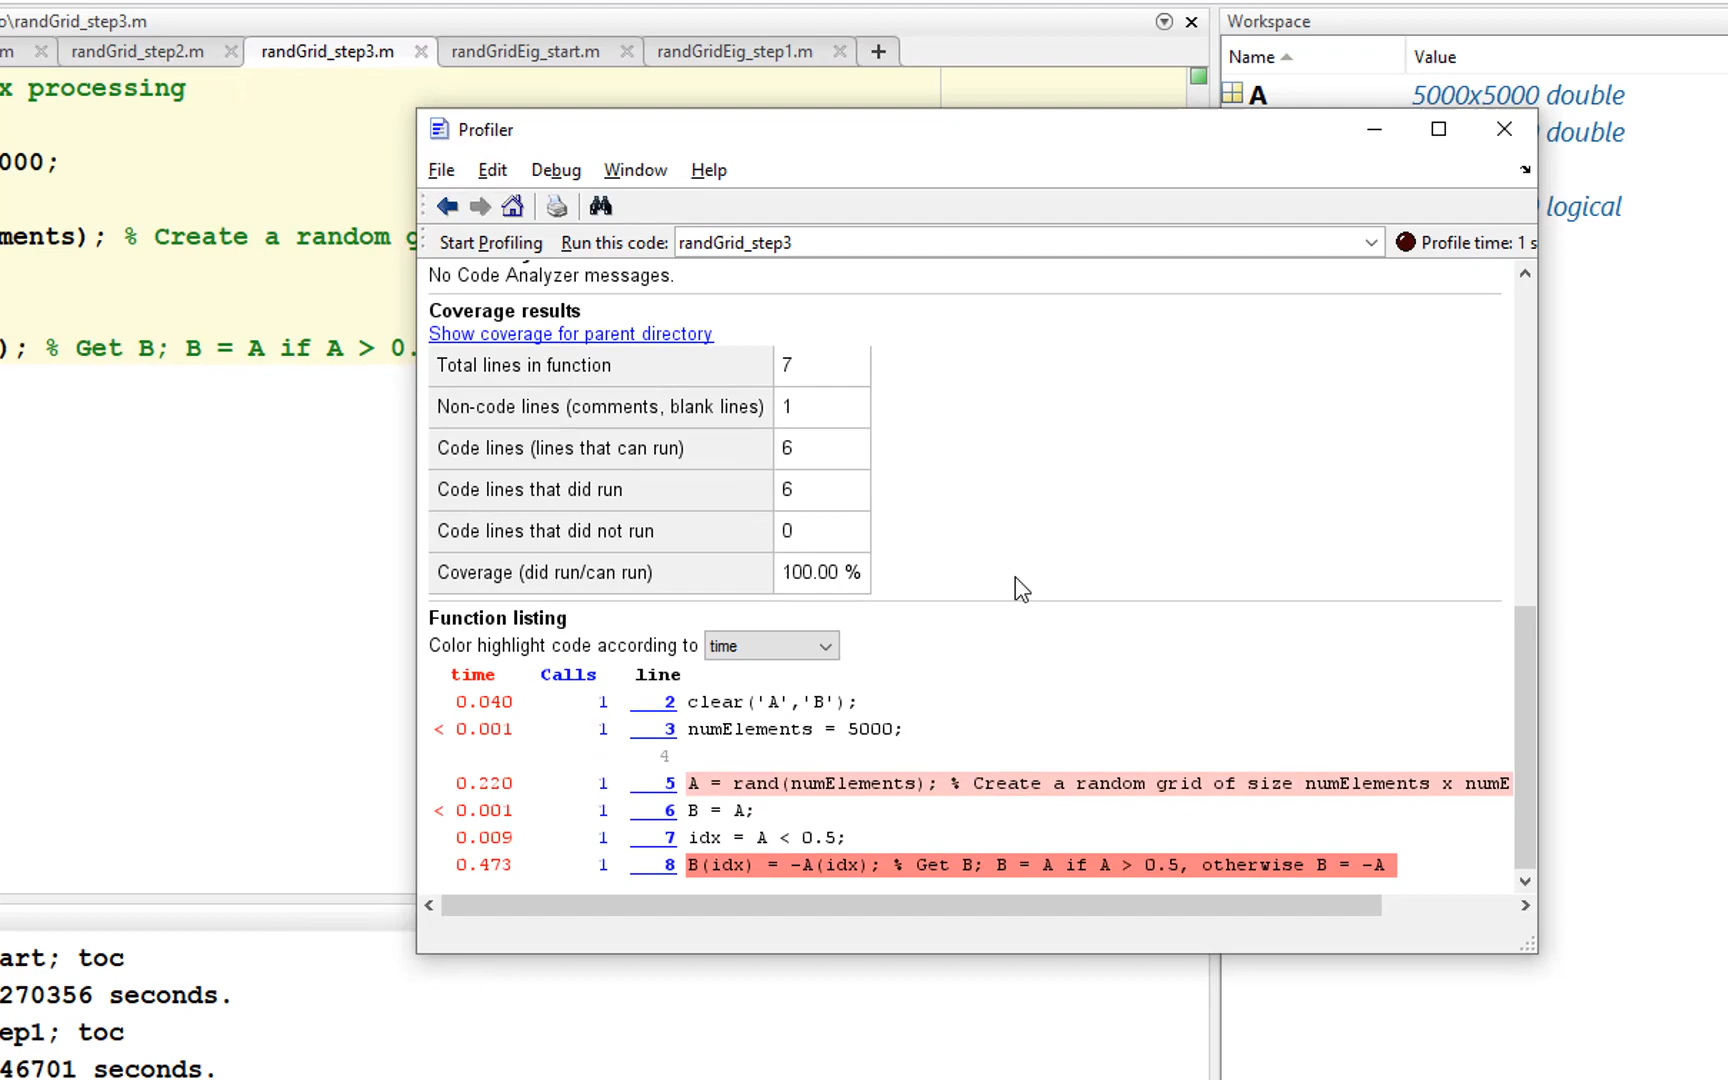 o\randGrid_step3.m
Workspace
m
randGrid_step2.m
randGrid_step3.m
randGridEig_start.m
randGridEig_step1.m
+
Name
Value
x processing
A
5000x5000 double
double
000;
logical
ments); % Create a random g
); % Get B; B = A if A > 0.
Profiler
File Edit Debug Window Help
Start Profiling
Run this code:
randGrid_step3
Profile time: 1 s
No Code Analyzer messages.
Coverage results
Show coverage for parent directory
Total lines in function 7
Non-code lines (comments, blank lines) 1
Code lines (lines that can run) 6
Code lines that did run 6
Code lines that did not run 0
Coverage (did run/can run) 100.00 %
Function listing
Color highlight code according to time
time Calls line
0.040 1 2 clear('A','B');
< 0.001 1 3 numElements = 5000;
4
0.220 1 5 A = rand(numElements); % Create a random grid of size numElements x numE
< 0.001 1 6 B = A;
0.009 1 7 idx = A < 0.5;
0.473 1 8 B(idx) = -A(idx); % Get B; B = A if A > 0.5, otherwise B = -A
art; toc
270356 seconds.
ep1; toc
46701 seconds.